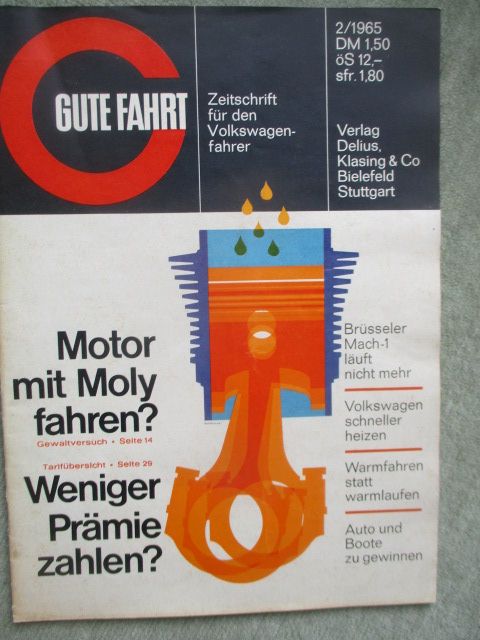 GUTE FAHRT
Zeitschrift
für den
Volkswagen-
fahrer
2/1965
DM 1,50
öS 12,–
sfr. 1,80
Verlag
Delius,
Klasing & Co
Bielefeld
Stuttgart
Motor
mit Moly
fahren?
Gewaltversuch • Seite 14
Tarifübersicht • Seite 29
Weniger
Prämie
zahlen?
Brüsseler
Mach-1
läuft
nicht mehr
Volkswagen
schneller
heizen
Warmfahren
statt
warmlaufen
Auto und
Boote
zu gewinnen